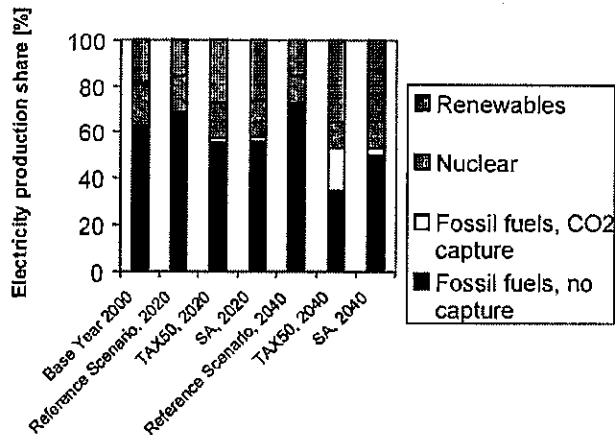 Electricity production share [%]
100
80
60
40
20
0
Base Year 2000
Reference Scenario, 2020
TAX50, 2020
SA, 2020
Reference Scenario, 2040
TAX50, 2040
SA, 2040
Renewables
Nuclear
Fossil fuels, CO2
capture
Fossil fuels, no
capture